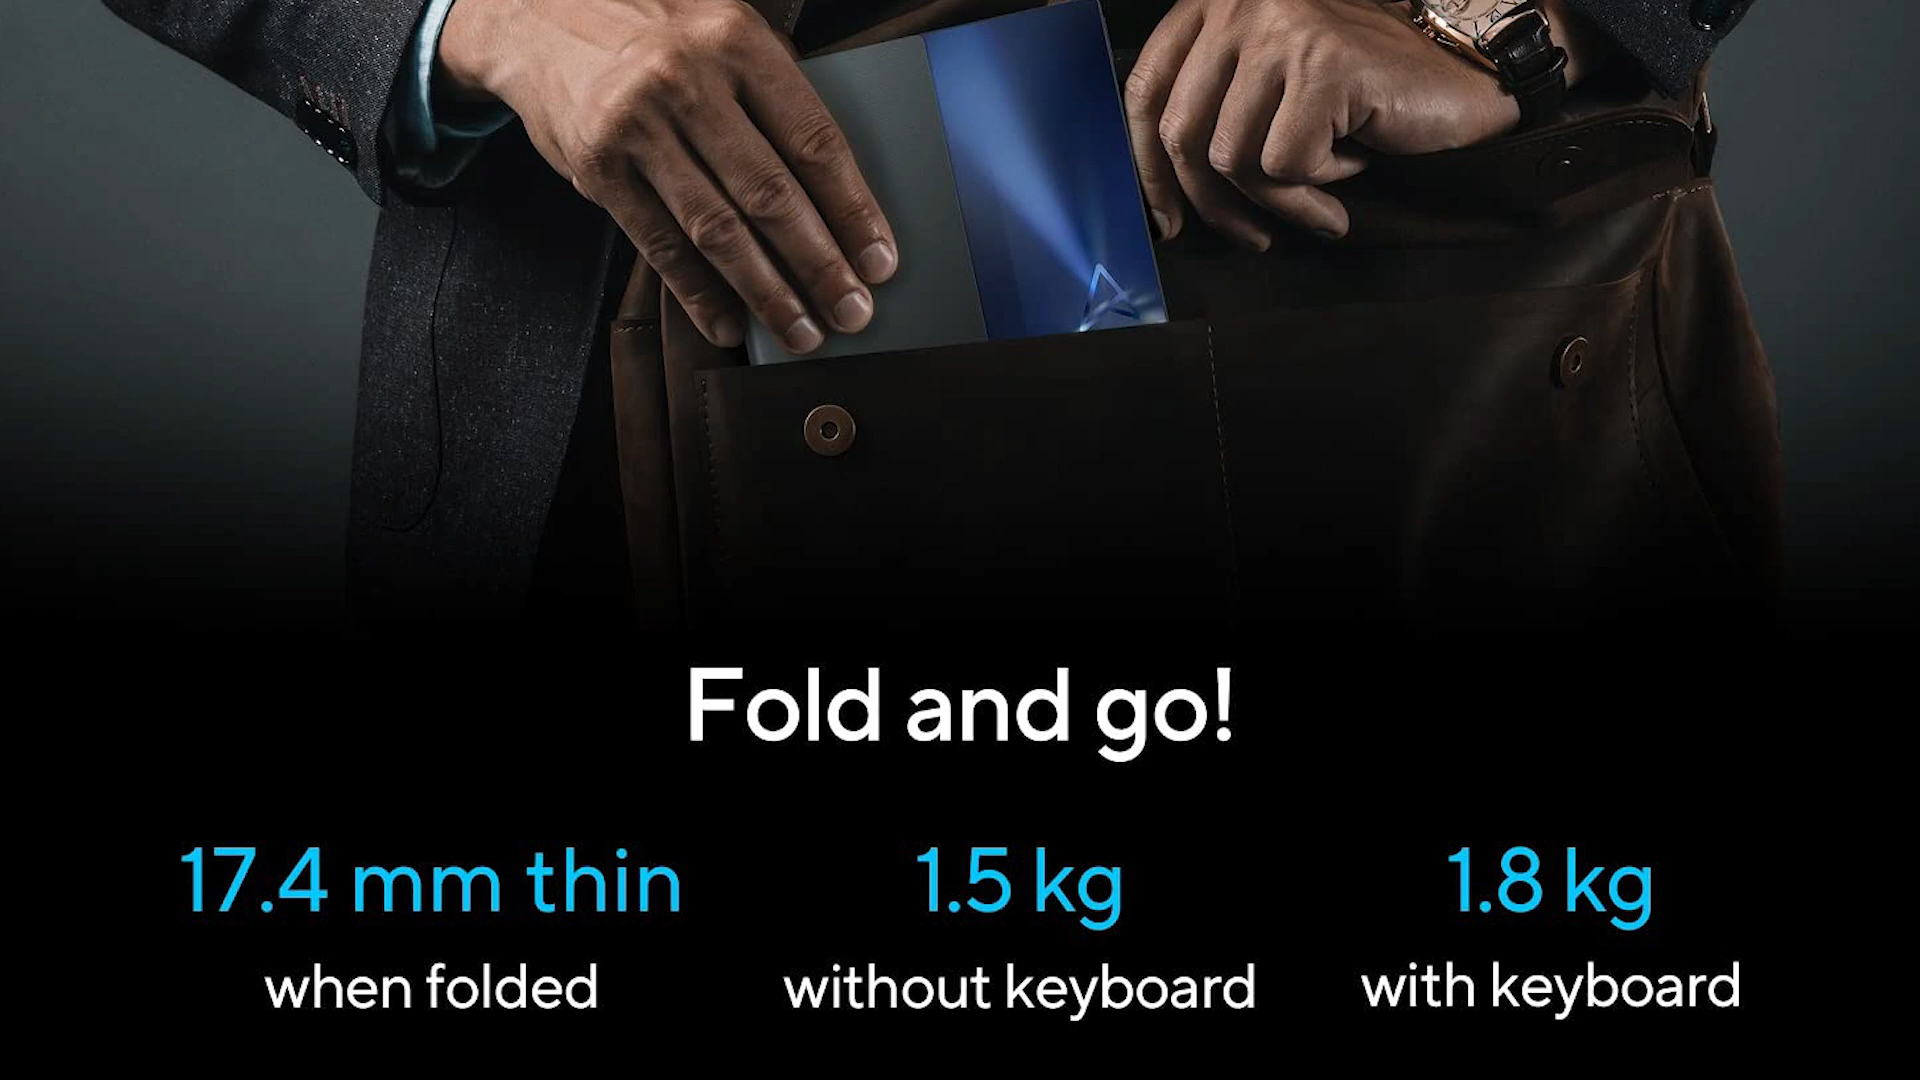 Fold and go!
17.4 mm thin
1.5 kg
1.8 kg
when folded
without keyboard
with keyboard